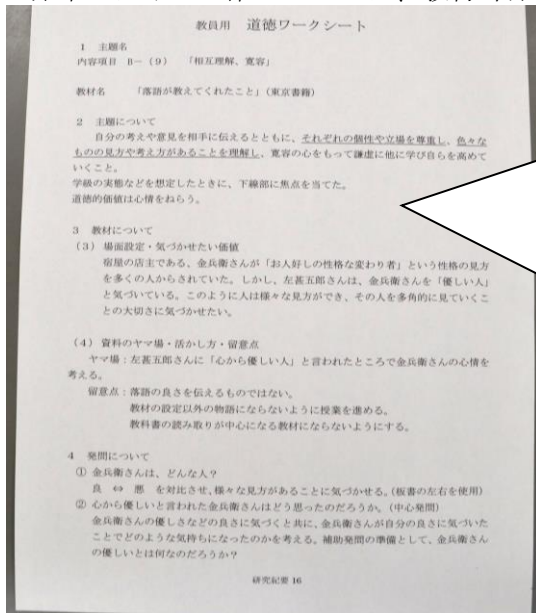 教員用　道徳ワークシート
1　主題名
内容項目　B－（9）　「相互理解、寛容」
教材名　「落語が教えてくれたこと」（東京書籍）
2　主題について
自分の考えや意見を相手に伝えるとともに、それぞれの個性や立場を尊重し、色々な
ものの見方や考え方があることを理解し、寛容の心をもって謙虚に他に学び自らを高めて
いくこと。
学級の実態などを想定したときに、下線部に焦点を当てた。
道徳的価値は心情をねらう。
3　教材について
（3）場面設定・気づかせたい価値
宿屋の店主である、金兵衛さんが「お人好しの性格な変わり者」という性格の見方
を多くの人からされていた。しかし、左甚五郎さんは、金兵衛さんを「優しい人」
と気づいている。このように人は様々な見方ができ、その人を多角的に見ていくこ
との大切さに気づかせたい。
（4）資料のヤマ場・活かし方・留意点
ヤマ場：左甚五郎さんに「心から優しい人」と言われたところで金兵衛さんの心情を
考える。
留意点：落語の良さを伝えるものではない。
教材の設定以外の物語にならないように授業を進める。
教科書の読み取りが中心になる教材にならないようにする。
4　発問について
① 金兵衛さんは、どんな人？
良 ⇔ 悪 を対比させ、様々な見方があることに気づかせる。（板書の左右を使用）
② 心から優しいと言われた金兵衛さんはどう思ったのだろうか。（中心発問）
金兵衛さんの優しさなどの良さに気づくと共に、金兵衛さんが自分の良さに気づいた
ことでどのような気持ちになったのかを考える。補助発問の準備として、金兵衛さん
の優しいとは何なのだろうか？
研究紀要 16